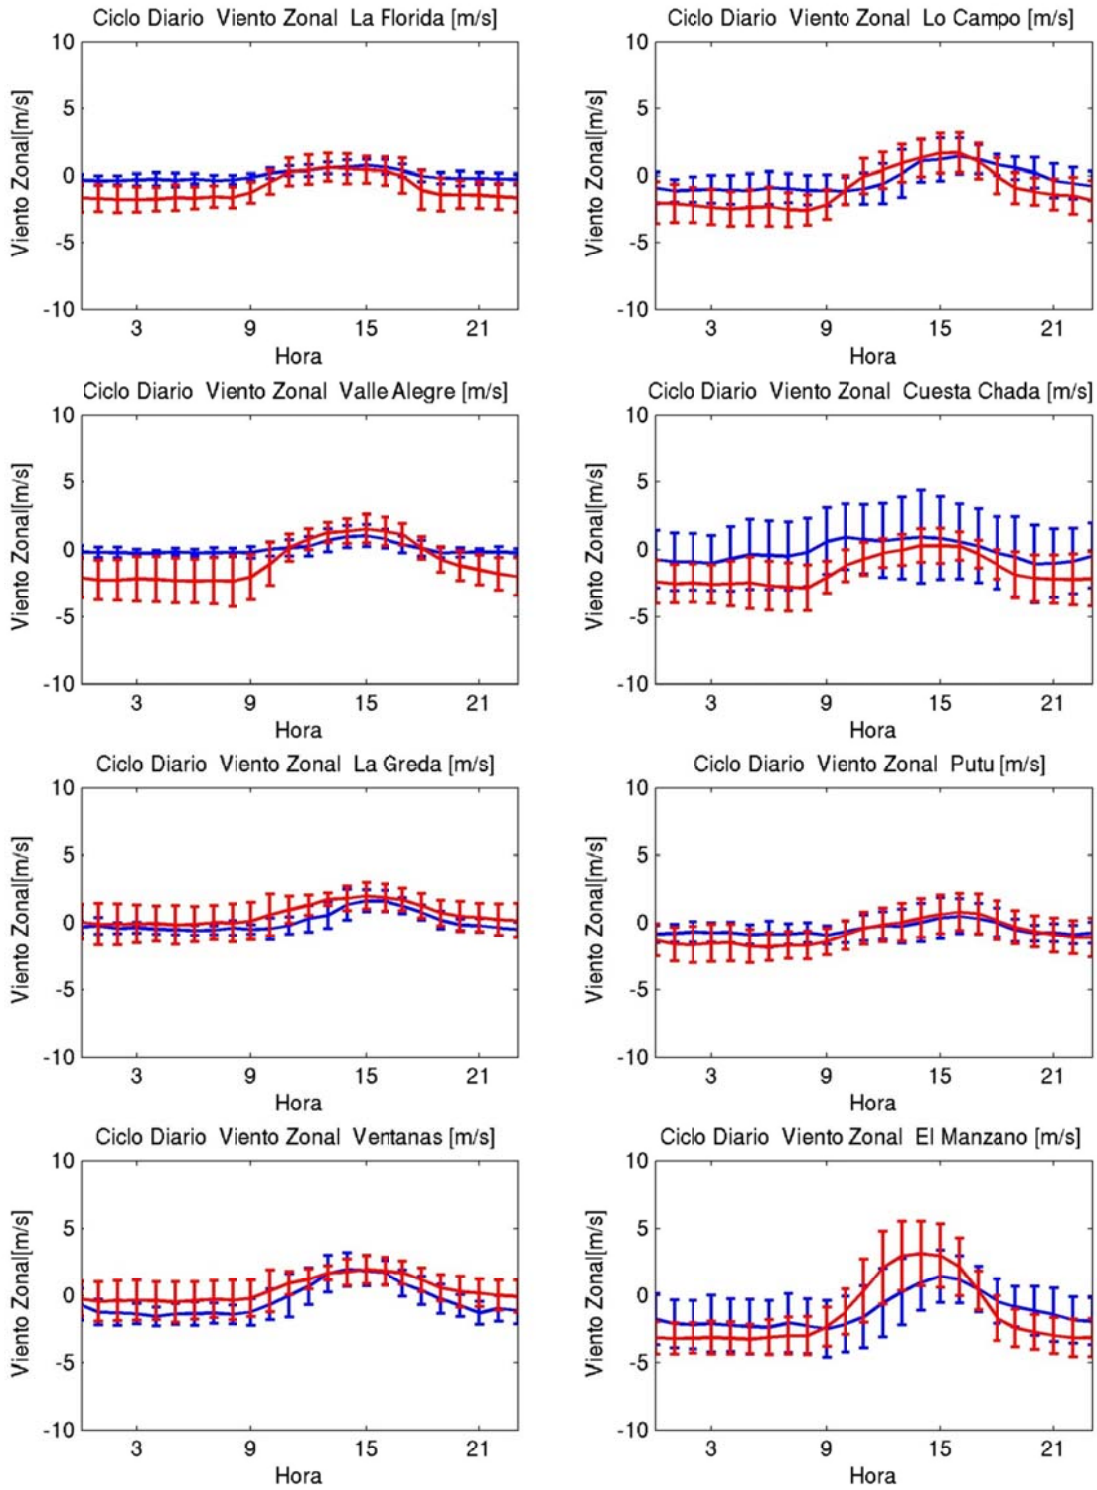 Ciclo Diario Viento Zonal La Florida [m/s]
10
5
0
-5
-10
Viento Zonal[m/s]
3 9 15 21
Hora
Ciclo Diario Viento Zonal Lo Campo [m/s]
10
5
0
-5
-10
Viento Zonal[m/s]
3 9 15 21
Hora
Ciclo Diario Viento Zonal Valle Alegre [m/s]
10
5
0
-5
-10
Viento Zonal[m/s]
3 9 15 21
Hora
Ciclo Diario Viento Zonal Cuesta Chada [m/s]
10
5
0
-5
-10
Viento Zonal[m/s]
3 9 15 21
Hora
Ciclo Diario Viento Zonal La Greda [m/s]
10
5
0
-5
-10
Viento Zonal[m/s]
3 9 15 21
Hora
Ciclo Diario Viento Zonal Putu [m/s]
10
5
0
-5
-10
Viento Zonal[m/s]
3 9 15 21
Hora
Ciclo Diario Viento Zonal Ventanas [m/s]
10
5
0
-5
-10
Viento Zonal[m/s]
3 9 15 21
Hora
Ciclo Diario Viento Zonal El Manzano [m/s]
10
5
0
-5
-10
Viento Zonal[m/s]
3 9 15 21
Hora